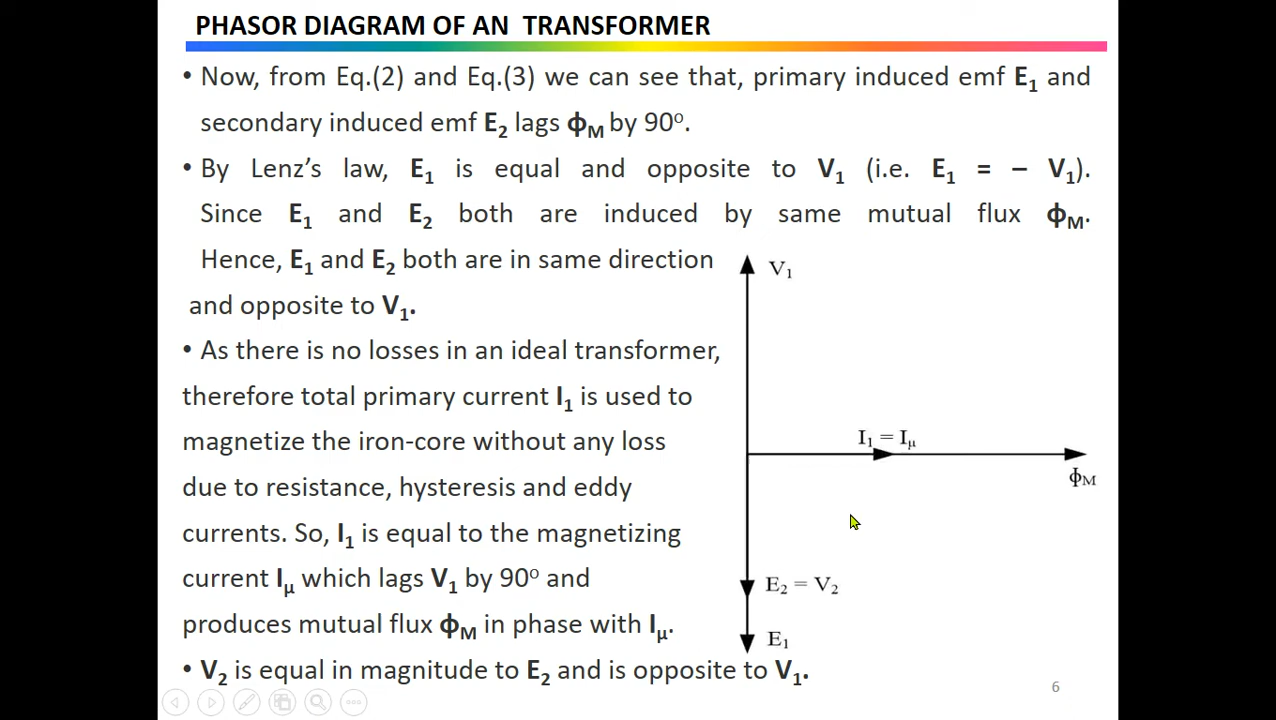 PHASOR DIAGRAM OF AN TRANSFORMER
• Now, from Eq.(2) and Eq.(3) we can see that, primary induced emf E₁ and
secondary induced emf E₂ lags ϕM by 90⁰.
• By Lenz’s law, E₁ is equal and opposite to V₁ (i.e. E₁ = – V₁).
Since E₁ and E₂ both are induced by same mutual flux ϕM.
Hence, E₁ and E₂ both are in same direction
and opposite to V₁.
• As there is no losses in an ideal transformer,
therefore total primary current I₁ is used to
magnetize the iron-core without any loss
due to resistance, hysteresis and eddy
currents. So, I₁ is equal to the magnetizing
current Iμ which lags V₁ by 90⁰ and
produces mutual flux ϕM in phase with Iμ.
• V₂ is equal in magnitude to E₂ and is opposite to V₁.
V₁
I₁ = Iμ
ϕM
E₂ = V₂
E₁
6